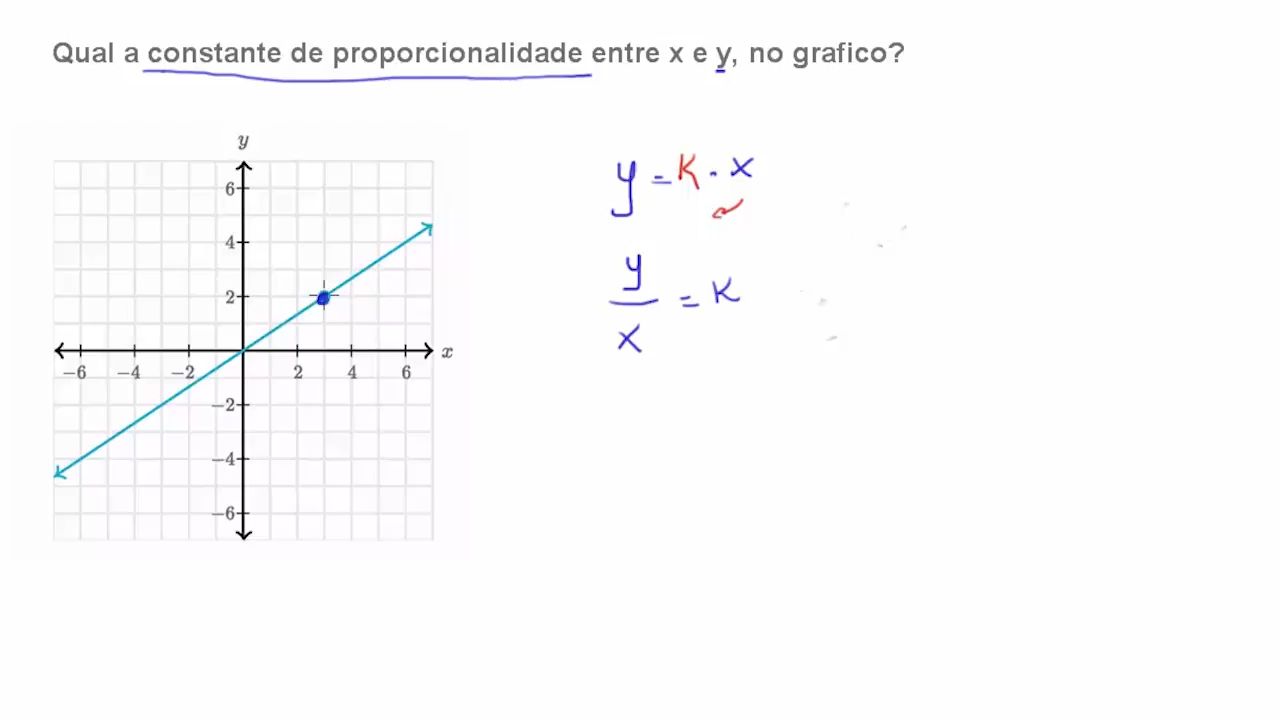 Qual a constante de proporcionalidade entre x e y, no grafico?
y
6
4
2
x
−6 −4 −2 2 4 6
−2
−4
−6
y = K · x
y
x
= K